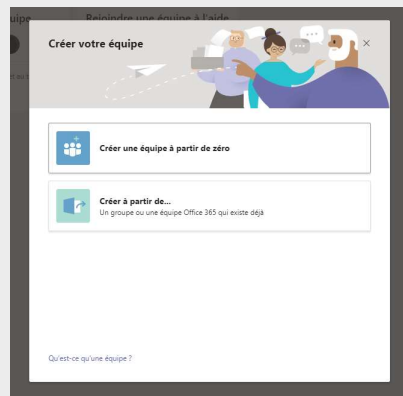 uipe
Rejoindre une équipe à l'aide
Créer votre équipe
Créer une équipe à partir de zéro
Créer à partir de...
Un groupe ou une équipe Office 365 qui existe déjà
Qu'est-ce qu'une équipe ?